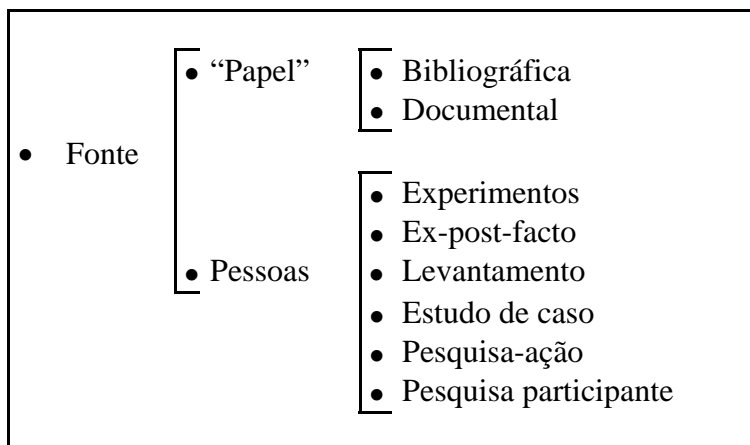 • “Papel”
• Bibliográfica
• Documental
• Fonte
• Experimentos
• Ex-post-facto
• Pessoas
• Levantamento
• Estudo de caso
• Pesquisa-ação
• Pesquisa participante